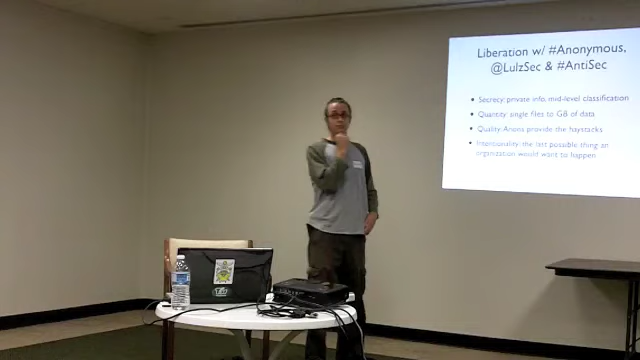 Liberation w/ #Anonymous,
@LulzSec & #AntiSec
• Secrecy: private info, mid-level classification
• Quantity: single files to GB of data
• Quality: Anons provide the haystacks
• Intentionality: the last possible thing an
organization would want to happen